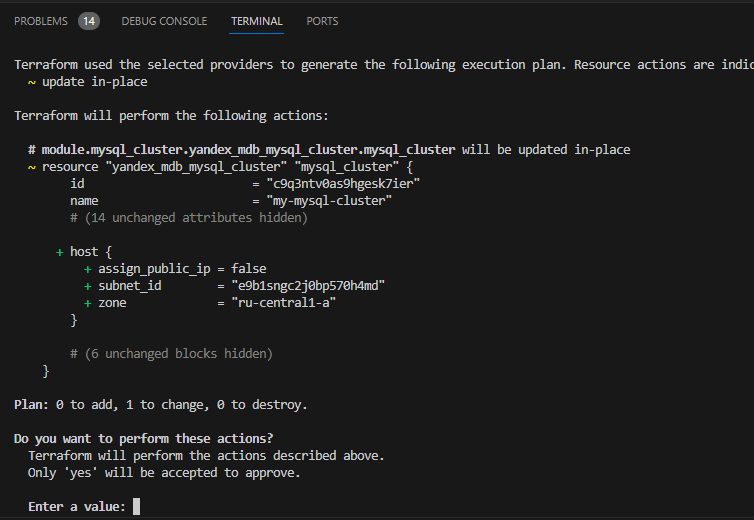 PROBLEMS 14 DEBUG CONSOLE TERMINAL PORTS
Terraform used the selected providers to generate the following execution plan. Resource actions are indic
~ update in-place
Terraform will perform the following actions:
# module.mysql_cluster.yandex_mdb_mysql_cluster.mysql_cluster will be updated in-place
~ resource "yandex_mdb_mysql_cluster" "mysql_cluster" {
id = "c9q3ntv0as9hgesk7ier"
name = "my-mysql-cluster"
# (14 unchanged attributes hidden)
+ host {
+ assign_public_ip = false
+ subnet_id = "e9b1sngc2j0bp570h4md"
+ zone = "ru-central1-a"
}
# (6 unchanged blocks hidden)
}
Plan: 0 to add, 1 to change, 0 to destroy.
Do you want to perform these actions?
Terraform will perform the actions described above.
Only 'yes' will be accepted to approve.
Enter a value: